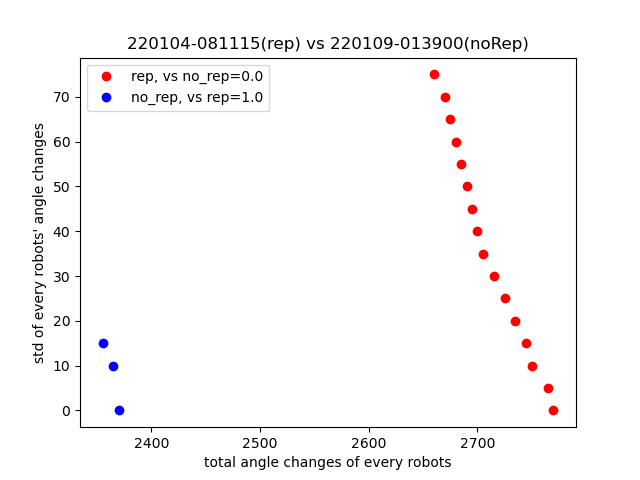 220104-081115(rep) vs 220109-013900(noRep)
rep, vs no_rep=0.0
no_rep, vs rep=1.0
std of every robots' angle changes
70
60
50
40
30
20
10
0
2400 2500 2600 2700
total angle changes of every robots